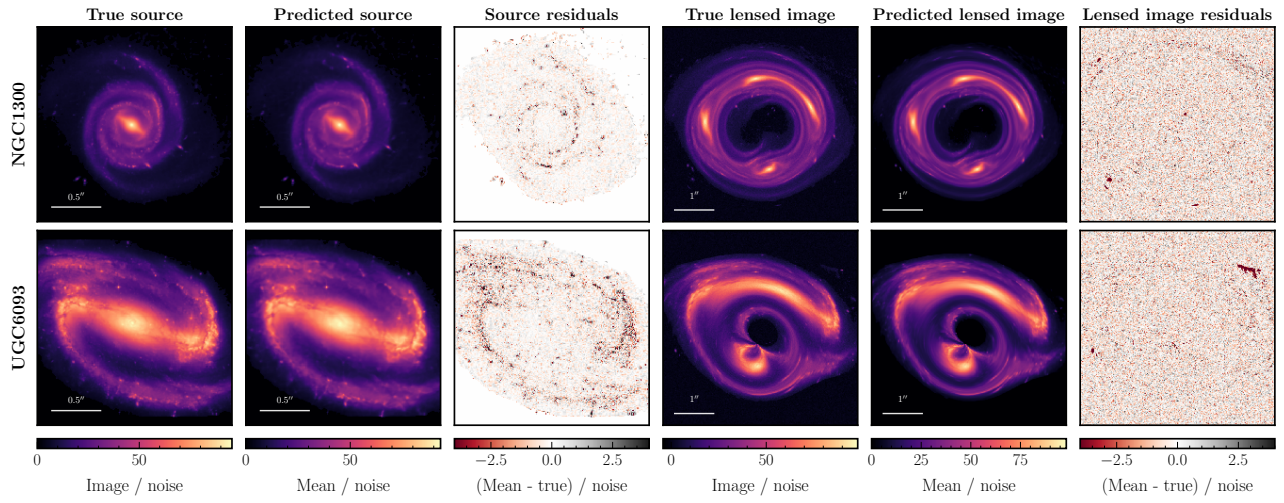 True source Predicted source Source residuals True lensed image Predicted lensed image Lensed image residuals
NGC1300
0.5″ 0.5″ 1″ 1″
UGC6093
0.5″ 0.5″ 1″ 1″
0 50 0 50 −2.5 0.0 2.5 0 50 0 25 50 75 −2.5 0.0 2.5
Image / noise Mean / noise (Mean - true) / noise Image / noise Mean / noise (Mean - true) / noise